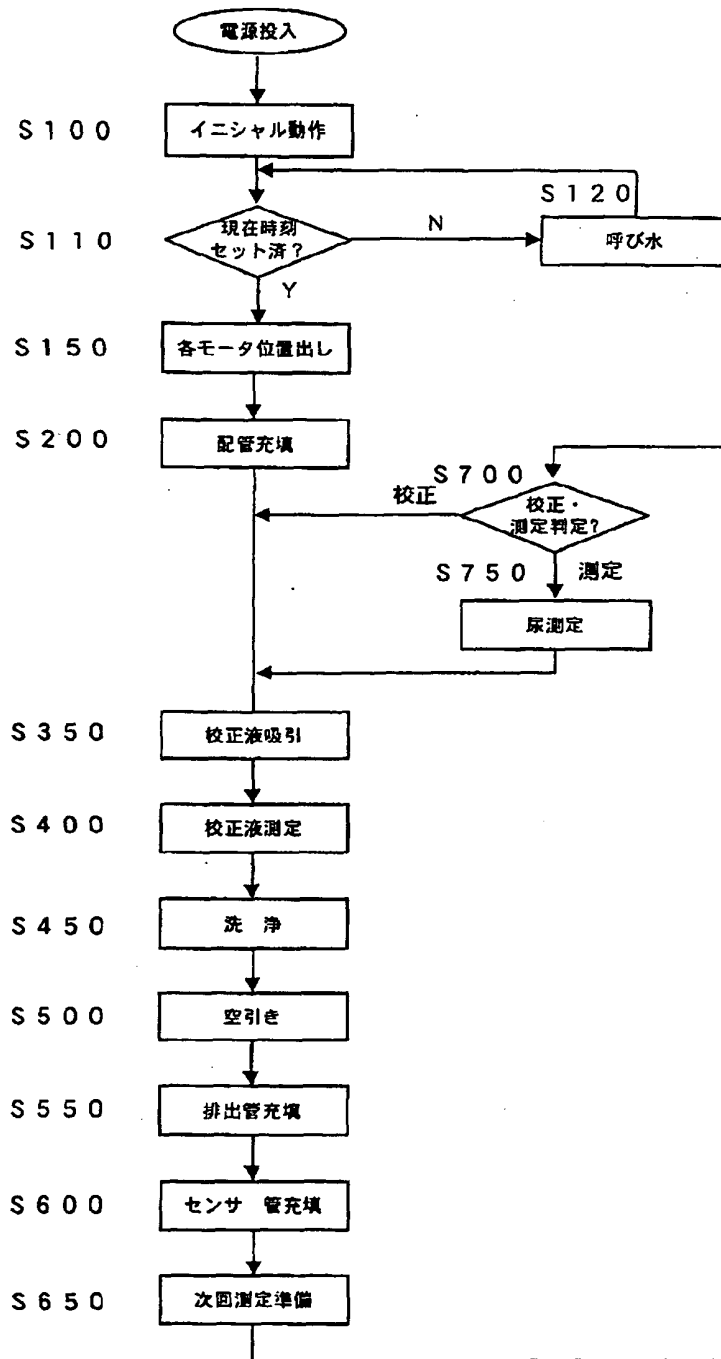 電源投入
S100
イニシャル動作
S120
S110
現在時刻
セット済？
N
呼び水
Y
S150
各モータ位置出し
S200
配管充填
S700
校正
校正・
測定判定?
S750
測定
尿測定
S350
校正液吸引
S400
校正液測定
S450
洗　浄
S500
空引き
S550
排出管充填
S600
センサ　管充填
S650
次回測定準備